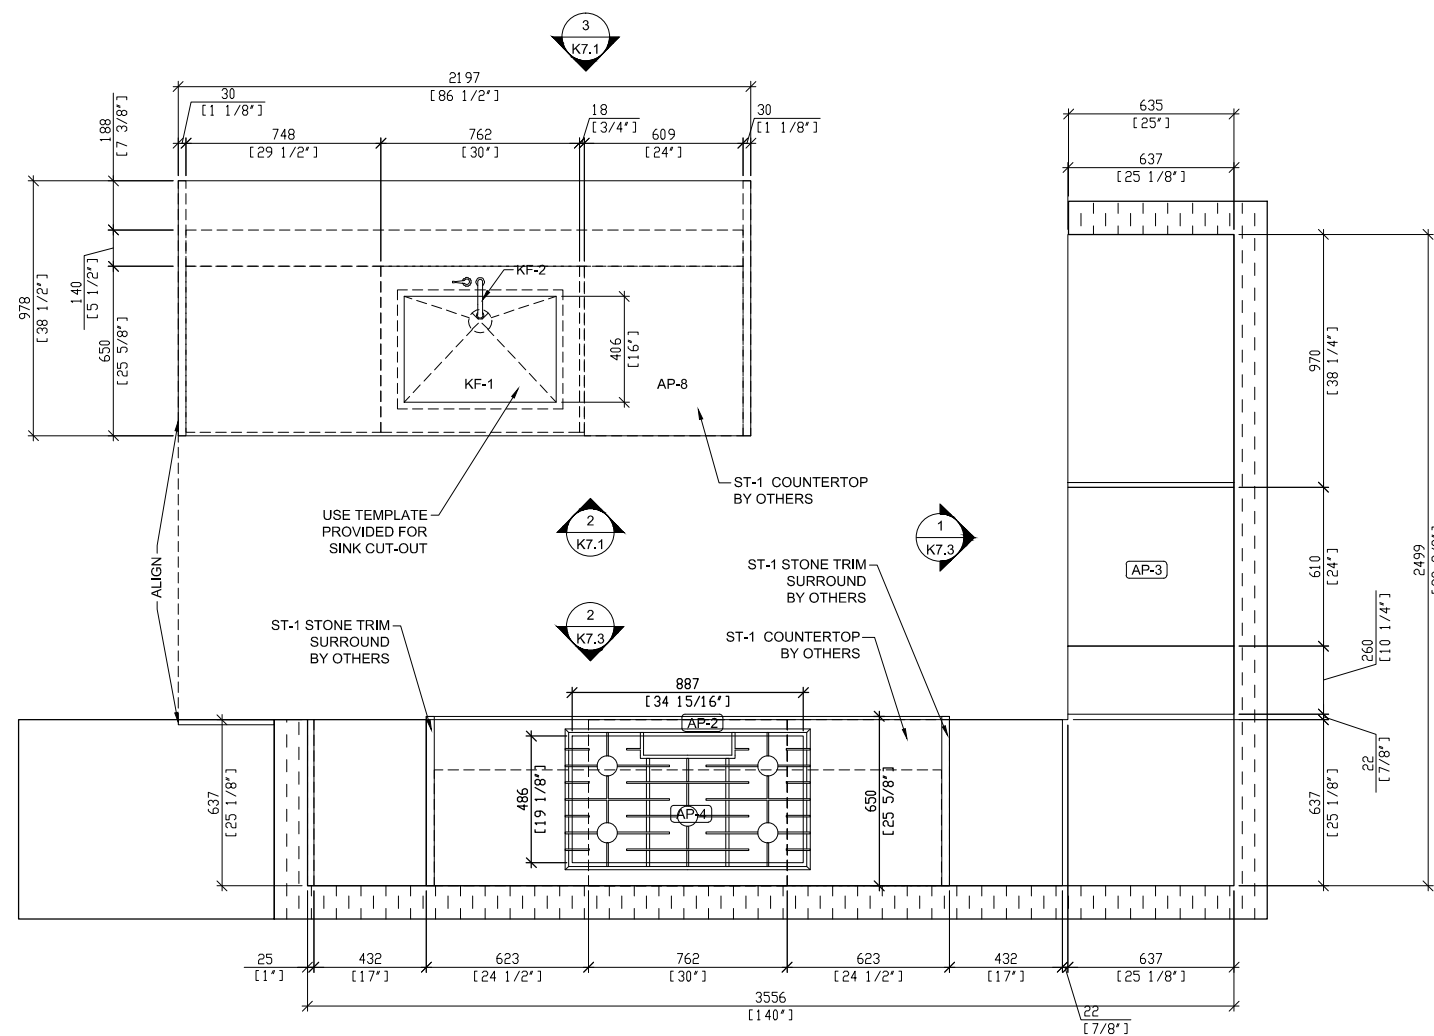 3
K7.1
2197
[86 1/2"]
30
[1 1/8"]
188
[7 3/8"]
748
[29 1/2"]
762
[30"]
18
[3/4"]
609
[24"]
30
[1 1/8"]
635
[25"]
637
[25 1/8"]
978
[38 1/2"]
140
[5 1/2"]
650
[25 5/8"]
KF-2
KF-1
406
[16"]
AP-8
970
[38 1/4"]
ST-1 COUNTERTOP
BY OTHERS
USE TEMPLATE
PROVIDED FOR
SINK CUT-OUT
2
K7.1
1
K7.3
ALIGN
ST-1 STONE TRIM
SURROUND
BY OTHERS
2
K7.3
ST-1 STONE TRIM
SURROUND
BY OTHERS
ST-1 COUNTERTOP
BY OTHERS
AP-3
610
[24"]
2499
260
[10 1/4"]
22
[7/8"]
887
[34 15/16"]
AP-2
637
[25 1/8"]
486
[19 1/8"]
AP-4
650
[25 5/8"]
637
[25 1/8"]
25
[1"]
432
[17"]
623
[24 1/2"]
762
[30"]
623
[24 1/2"]
432
[17"]
637
[25 1/8"]
3556
[140"]
22
[7/8"]